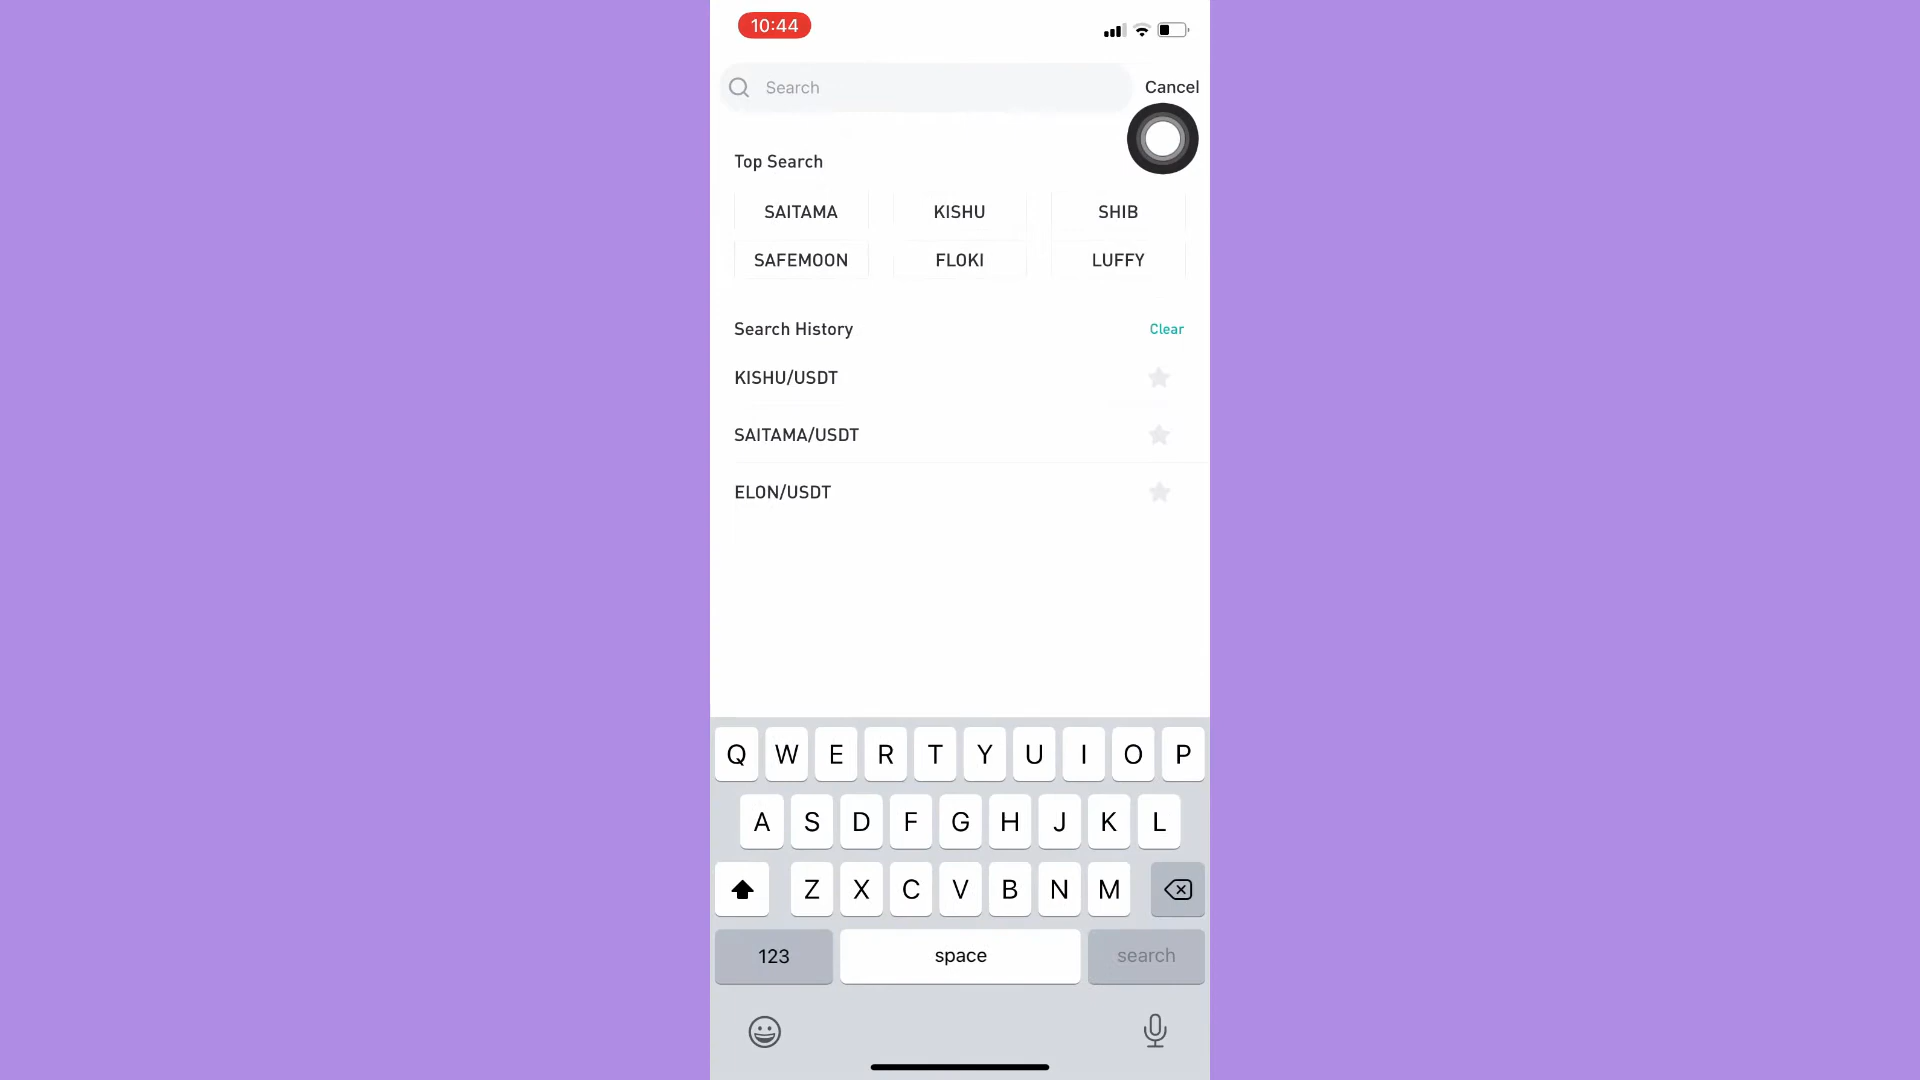 10:44
Search Cancel
Top Search
SAITAMA KISHU SHIB
SAFEMOON FLOKI LUFFY
Search History Clear
KISHU/USDT
SAITAMA/USDT
ELON/USDT
Q W E R T Y U I O P
A S D F G H J K L
Z X C V B N M
123 space search